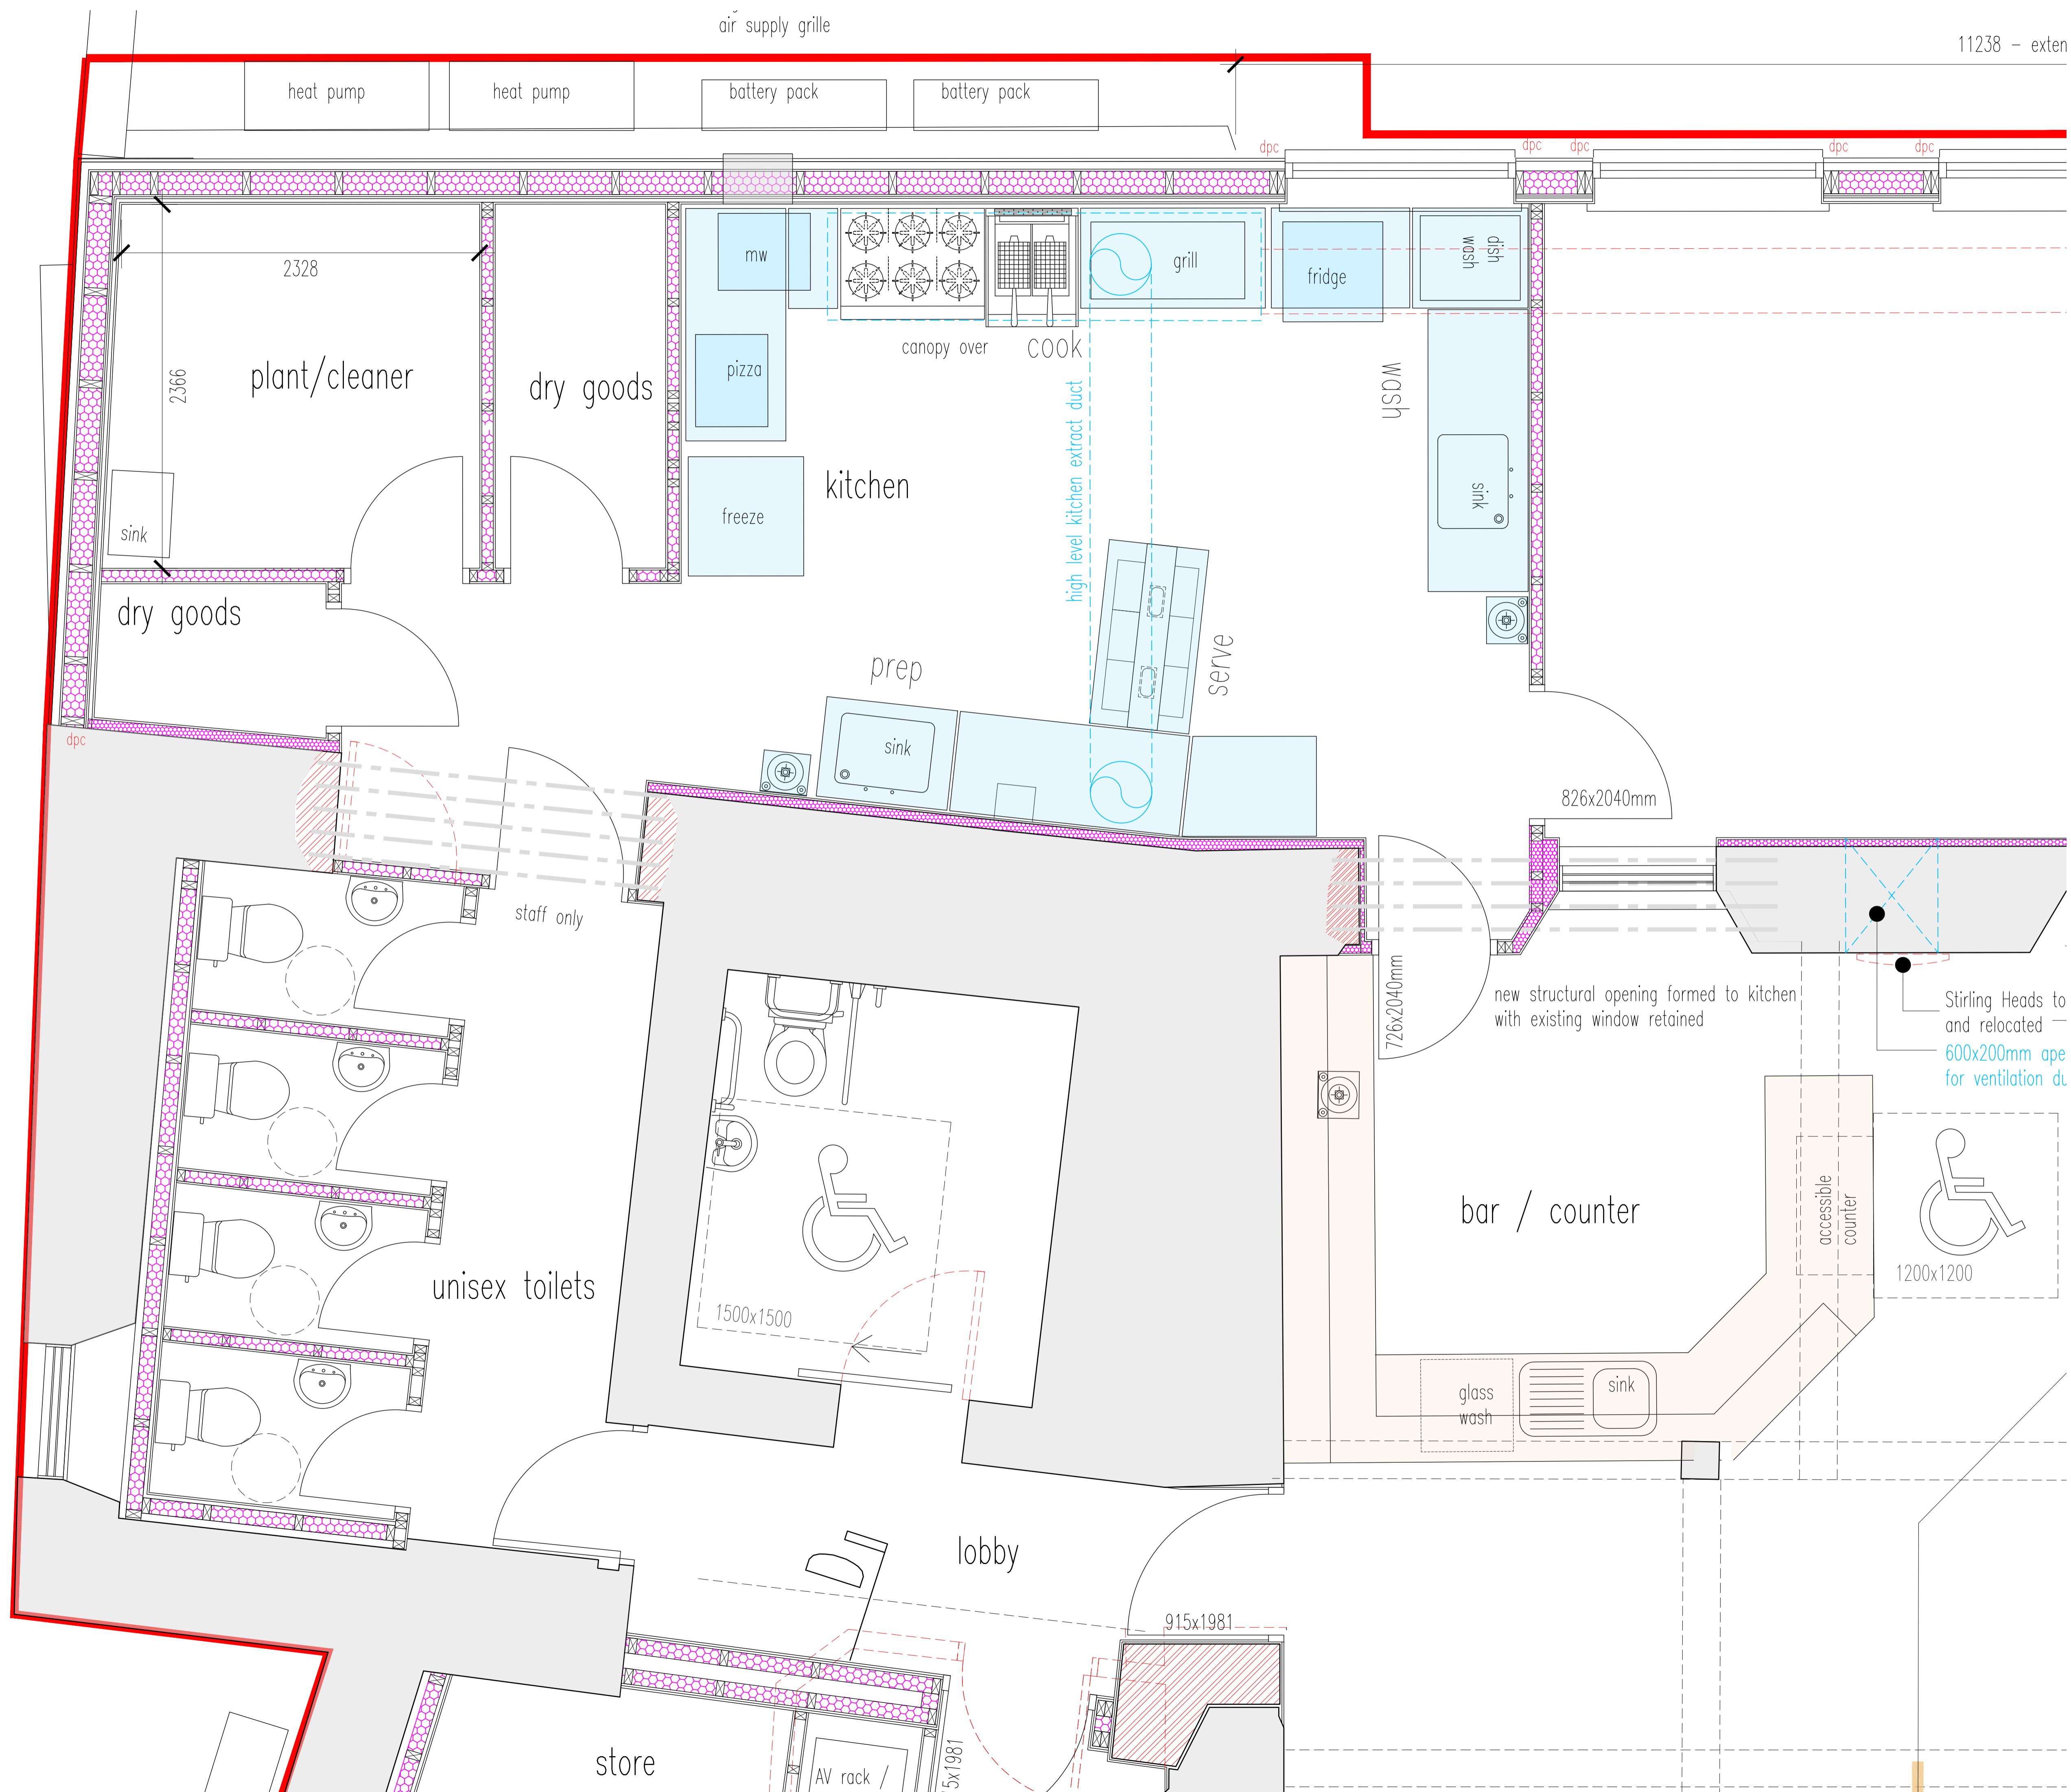 air supply grille
11238 - exten
heat pump
heat pump
battery pack
battery pack
dpc
dpc
dpc
dpc
dpc
2328
2366
plant/cleaner
sink
dry goods
dry goods
dpc
mw
pizza
freeze
kitchen
canopy over
cook
grill
fridge
dish
wash
wash
sink
high level kitchen extract duct
serve
prep
sink
826x2040mm
staff only
726x2040mm
new structural opening formed to kitchen
with existing window retained
Stirling Heads to
and relocated
600x200mm ape
for ventilation du
1500x1500
unisex toilets
bar / counter
accessible
counter
1200x1200
glass
wash
sink
lobby
915x1981
store
AV rack /
5x1981